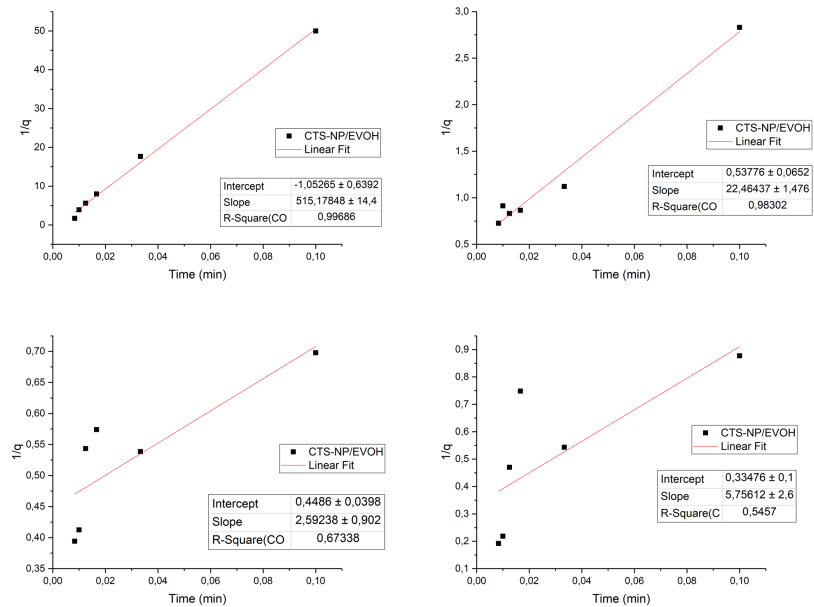 50
40
30
20
10
0
1/q
0,00 0,02 0,04 0,06 0,08 0,10
Time (min)
CTS-NP/EVOH
Linear Fit
Intercept -1,05265 ± 0,6392
Slope 515,17848 ± 14,4
R-Square(CO 0,99686
3,0
2,5
2,0
1,5
1,0
0,5
1/q
0,00 0,02 0,04 0,06 0,08 0,10
Time (min)
CTS-NP/EVOH
Linear Fit
Intercept 0,53776 ± 0,0652
Slope 22,46437 ± 1,476
R-Square(CO 0,98302
0,70
0,65
0,60
0,55
0,50
0,45
0,40
0,35
1/q
0,00 0,02 0,04 0,06 0,08 0,10
Time (min)
CTS-NP/EVOH
Linear Fit
Intercept 0,4486 ± 0,0398
Slope 2,59238 ± 0,902
R-Square(CO 0,67338
0,9
0,8
0,7
0,6
0,5
0,4
0,3
0,2
0,1
1/q
0,00 0,02 0,04 0,06 0,08 0,10
Time (min)
CTS-NP/EVOH
Linear Fit
Intercept 0,33476 ± 0,1
Slope 5,75612 ± 2,6
R-Square(C 0,5457